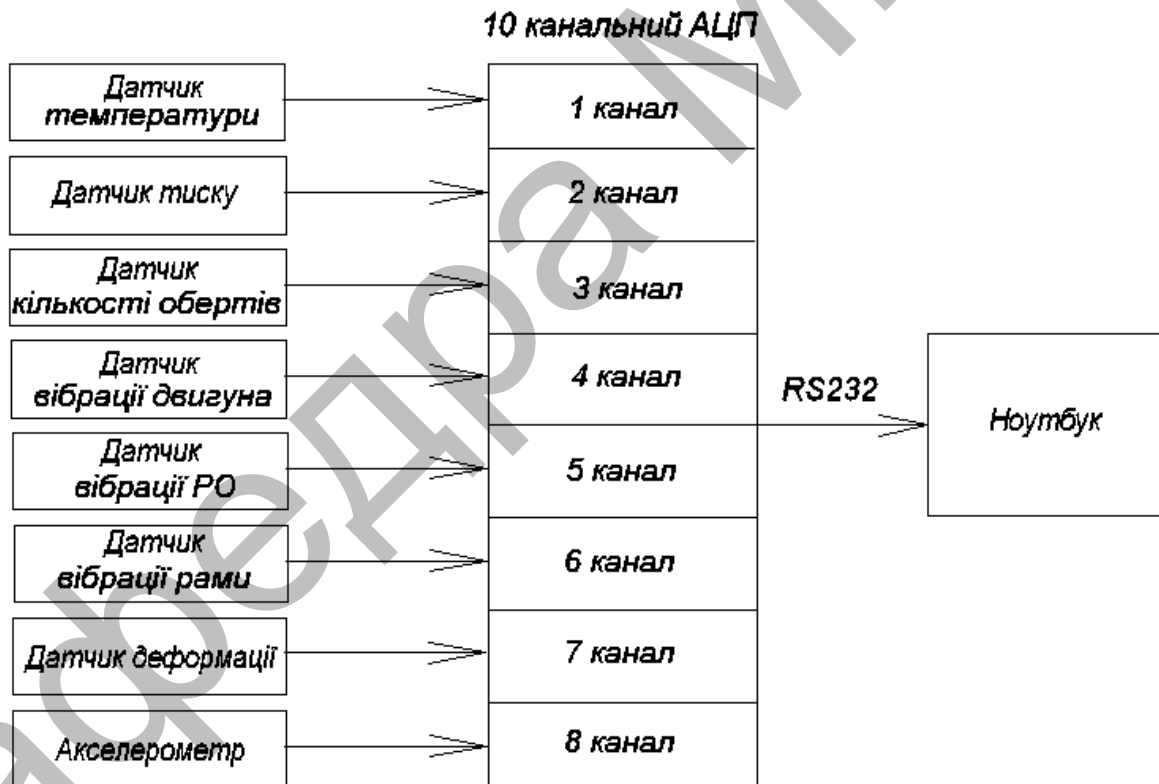 10 канальний АЦП
Датчик
температури
1 канал
Датчик тиску
2 канал
Датчик
кількості обертів
3 канал
Датчик
вібрації двигуна
4 канал
RS232
Ноутбук
Датчик
вібрації РО
5 канал
Датчик
вібрації рами
6 канал
Датчик деформації
7 канал
Акселерометр
8 канал